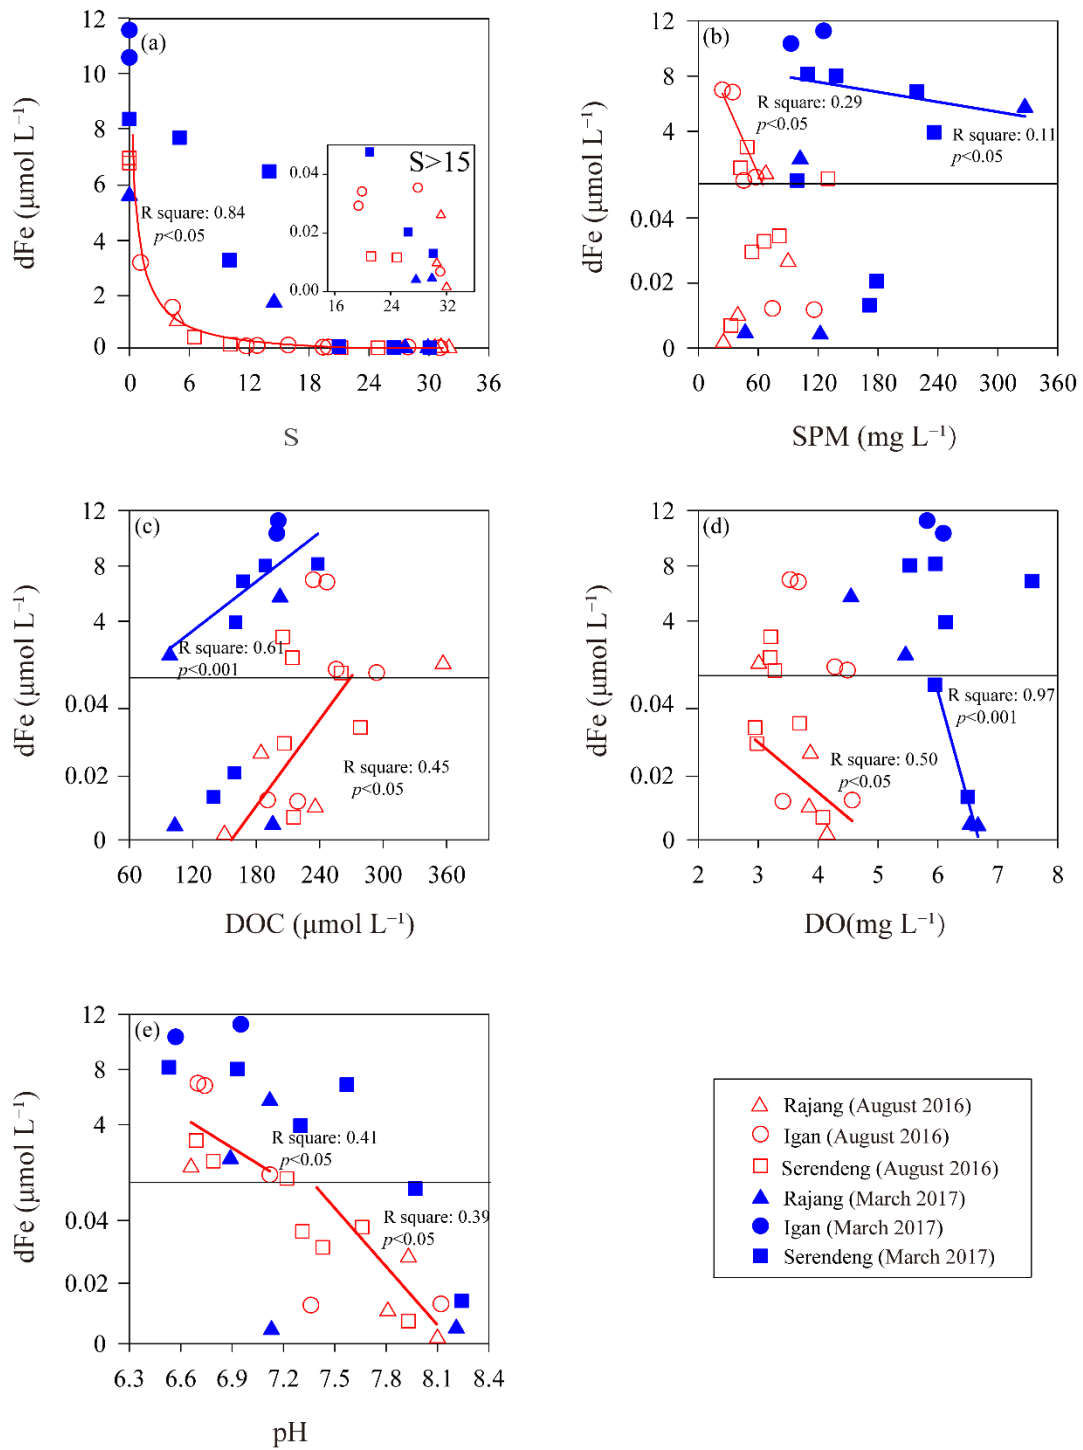 (a)
12
10
8
6
4
2
0
dFe (μmol L⁻¹)
R square: 0.84
p<0.05
S>15
0.04
0.02
0.00
16 24 32
0 6 12 18 24 30 36
S
(b)
12
8
4
0.04
0.02
0
dFe (μmol L⁻¹)
R square: 0.29
p<0.05
R square: 0.11
p<0.05
0 60 120 180 240 300 360
SPM (mg L⁻¹)
(c)
12
8
4
0.04
0.02
0
dFe (μmol L⁻¹)
R square: 0.61
p<0.001
R square: 0.45
p<0.05
60 120 180 240 300 360
DOC (μmol L⁻¹)
(d)
12
8
4
0.04
0.02
0
dFe (μmol L⁻¹)
R square: 0.97
p<0.001
R square: 0.50
p<0.05
2 3 4 5 6 7 8
DO(mg L⁻¹)
(e)
12
8
4
0.04
0.02
0
dFe (μmol L⁻¹)
R square: 0.41
p<0.05
R square: 0.39
p<0.05
6.3 6.6 6.9 7.2 7.5 7.8 8.1 8.4
pH
Rajang (August 2016)
Igan (August 2016)
Serendeng (August 2016)
Rajang (March 2017)
Igan (March 2017)
Serendeng (March 2017)